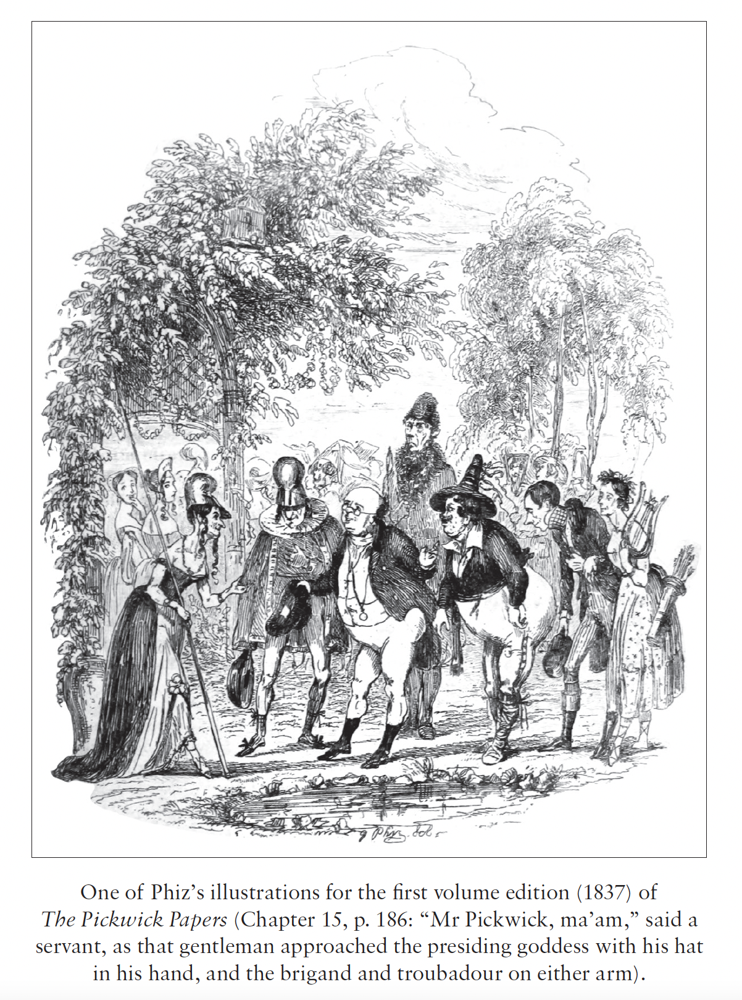 Phiz. del.
One of Phiz’s illustrations for the first volume edition (1837) of
The Pickwick Papers (Chapter 15, p. 186: “Mr Pickwick, ma’am,” said a
servant, as that gentleman approached the presiding goddess with his hat
in his hand, and the brigand and troubadour on either arm).